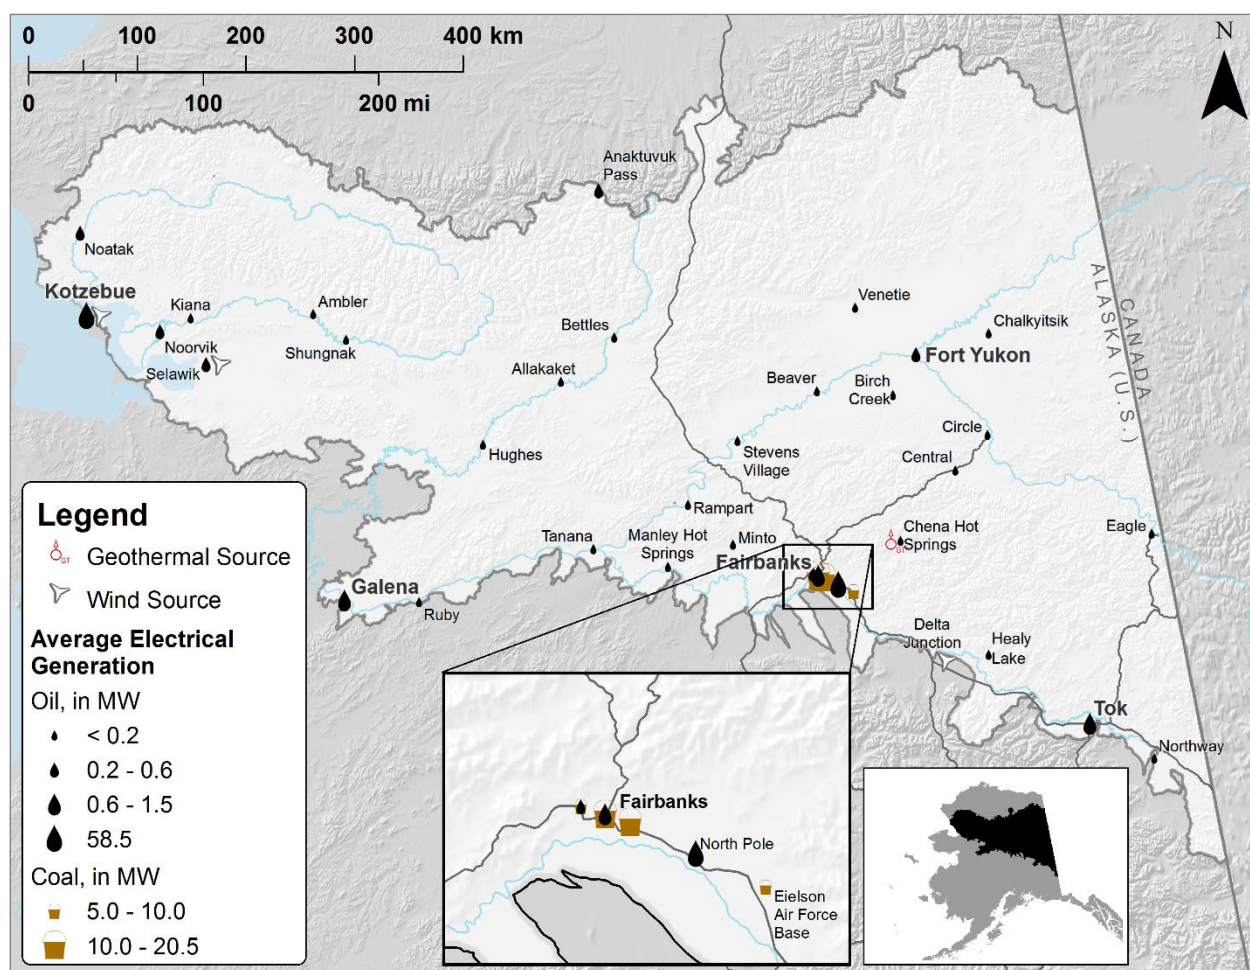 0 100 200 300 400 km
0 100 200 mi
N
Anaktuvuk
Pass
Noatak
Kotzebue
Kiana
Ambler
Noorvik
Shungnak
Selawik
Bettles
Allakaket
Hughes
Venetie
Chalkyitsik
Fort Yukon
Beaver
Birch
Creek
Circle
Stevens
Village
Central
Rampart
CANADA
ALASKA (U.S.)
Tanana
Manley Hot
Springs
Minto
Chena Hot
Springs
GT
Eagle
Fairbanks
Galena
Ruby
Delta
Junction
Healy
Lake
Tok
Northway
Legend
GT
Geothermal Source
Wind Source
Average Electrical
Generation
Oil, in MW
< 0.2
0.2 - 0.6
0.6 - 1.5
58.5
Coal, in MW
5.0 - 10.0
10.0 - 20.5
Fairbanks
North Pole
Eielson
Air Force
Base